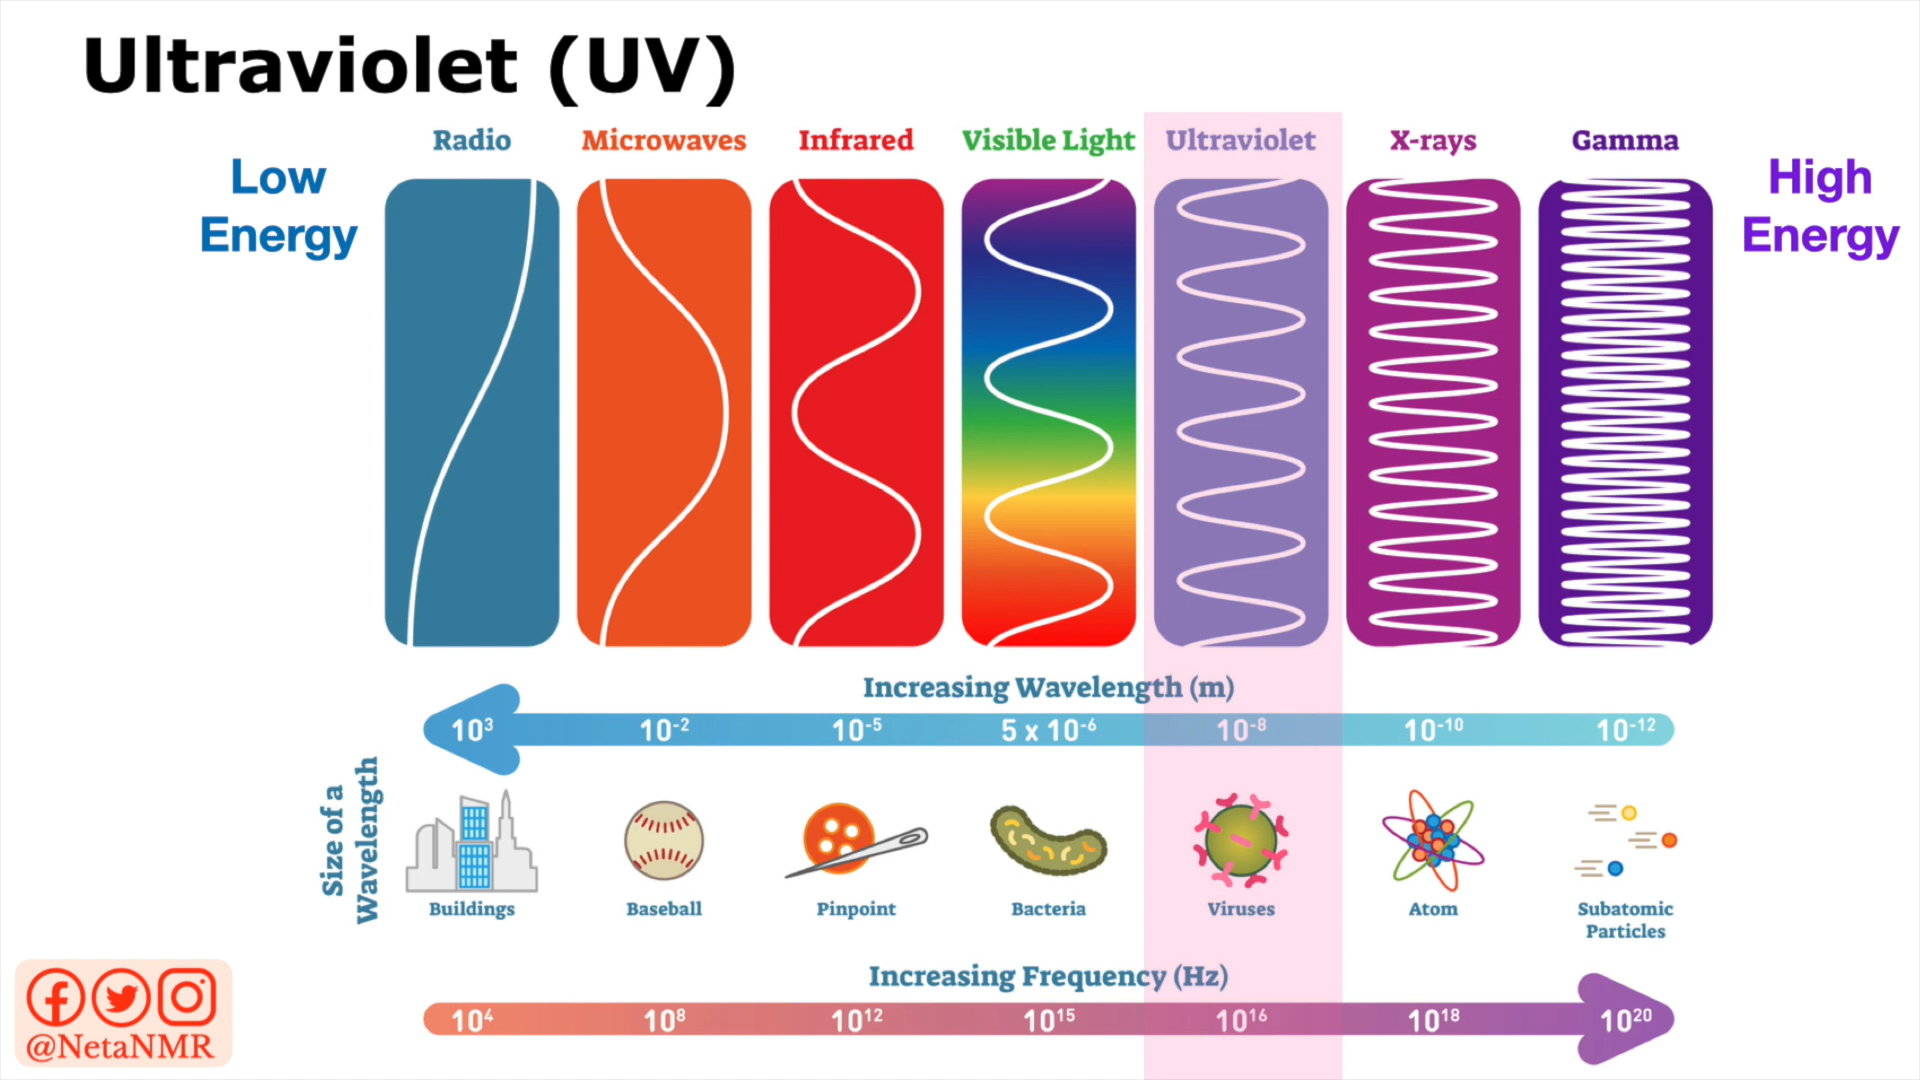 Ultraviolet (UV)
Radio Microwaves Infrared Visible Light Ultraviolet X-rays Gamma
Low
Energy
High
Energy
Increasing Wavelength (m)
10³ 10⁻² 10⁻⁵ 5 x 10⁻⁶ 10⁻⁸ 10⁻¹⁰ 10⁻¹²
Size of a
Wavelength
Buildings Baseball Pinpoint Bacteria Viruses Atom Subatomic
Particles
Increasing Frequency (Hz)
10⁴ 10⁸ 10¹² 10¹⁵ 10¹⁶ 10¹⁸ 10²⁰
@NetaNMR